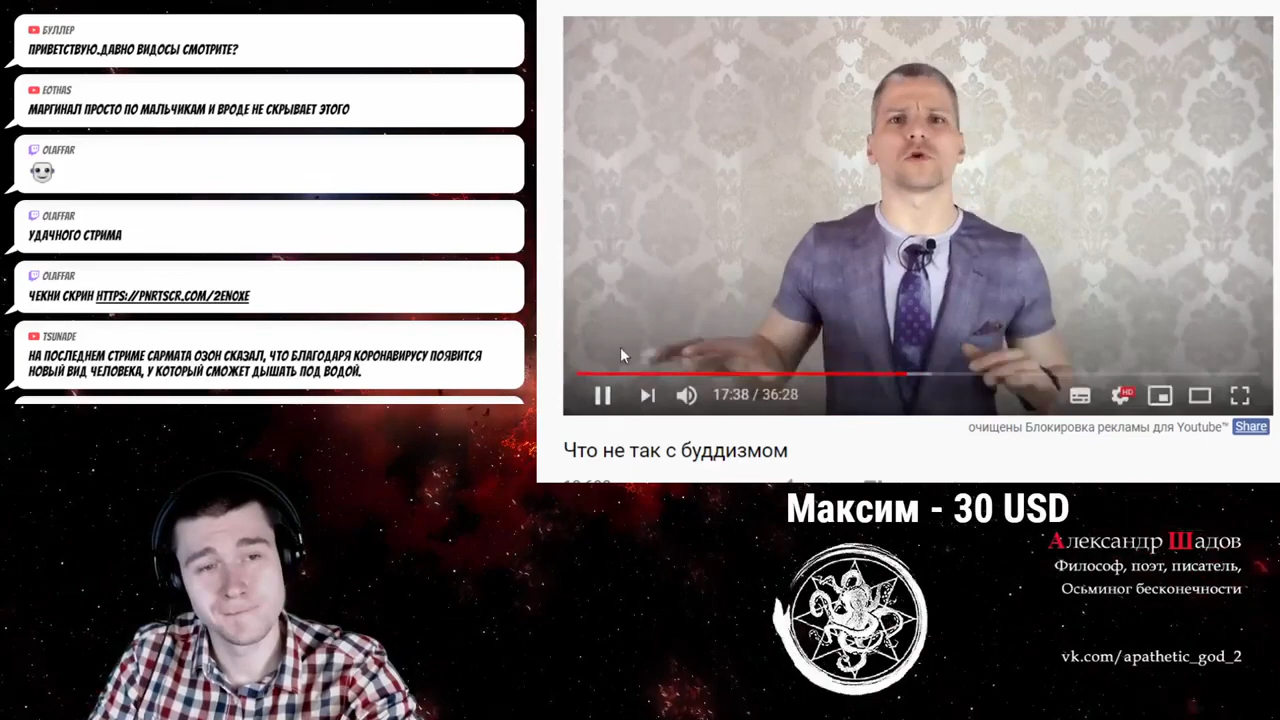 БУЛЛЕР
ПРИВЕТСТВУЮ.ДАВНО ВИДОСЫ СМОТРИТЕ?
EOTHAS
МАРГИНАЛ ПРОСТО ПО МАЛЬЧИКАМ И ВРОДЕ НЕ СКРЫВАЕТ ЭТОГО
OLAFFAR
OLAFFAR
УДАЧНОГО СТРИМА
OLAFFAR
ЧЕКНИ СКРИН HTTPS://PNRTSCR.COM/2ENOXE
TSUNADE
НА ПОСЛЕДНЕМ СТРИМЕ САРМАТА ОЗОН СКАЗАЛ, ЧТО БЛАГОДАРЯ КОРОНАВИРУСУ ПОЯВИТСЯ
НОВЫЙ ВИД ЧЕЛОВЕКА, У КОТОРЫЙ СМОЖЕТ ДЫШАТЬ ПОД ВОДОЙ.
17:38 / 36:28
HD
очищены Блокировка рекламы для Youtube™ Share
Что не так с буддизмом
Максим - 30 USD
Александр Шадов
Философ, поэт, писатель,
Осьминог бесконечности
vk.com/apathetic_god_2